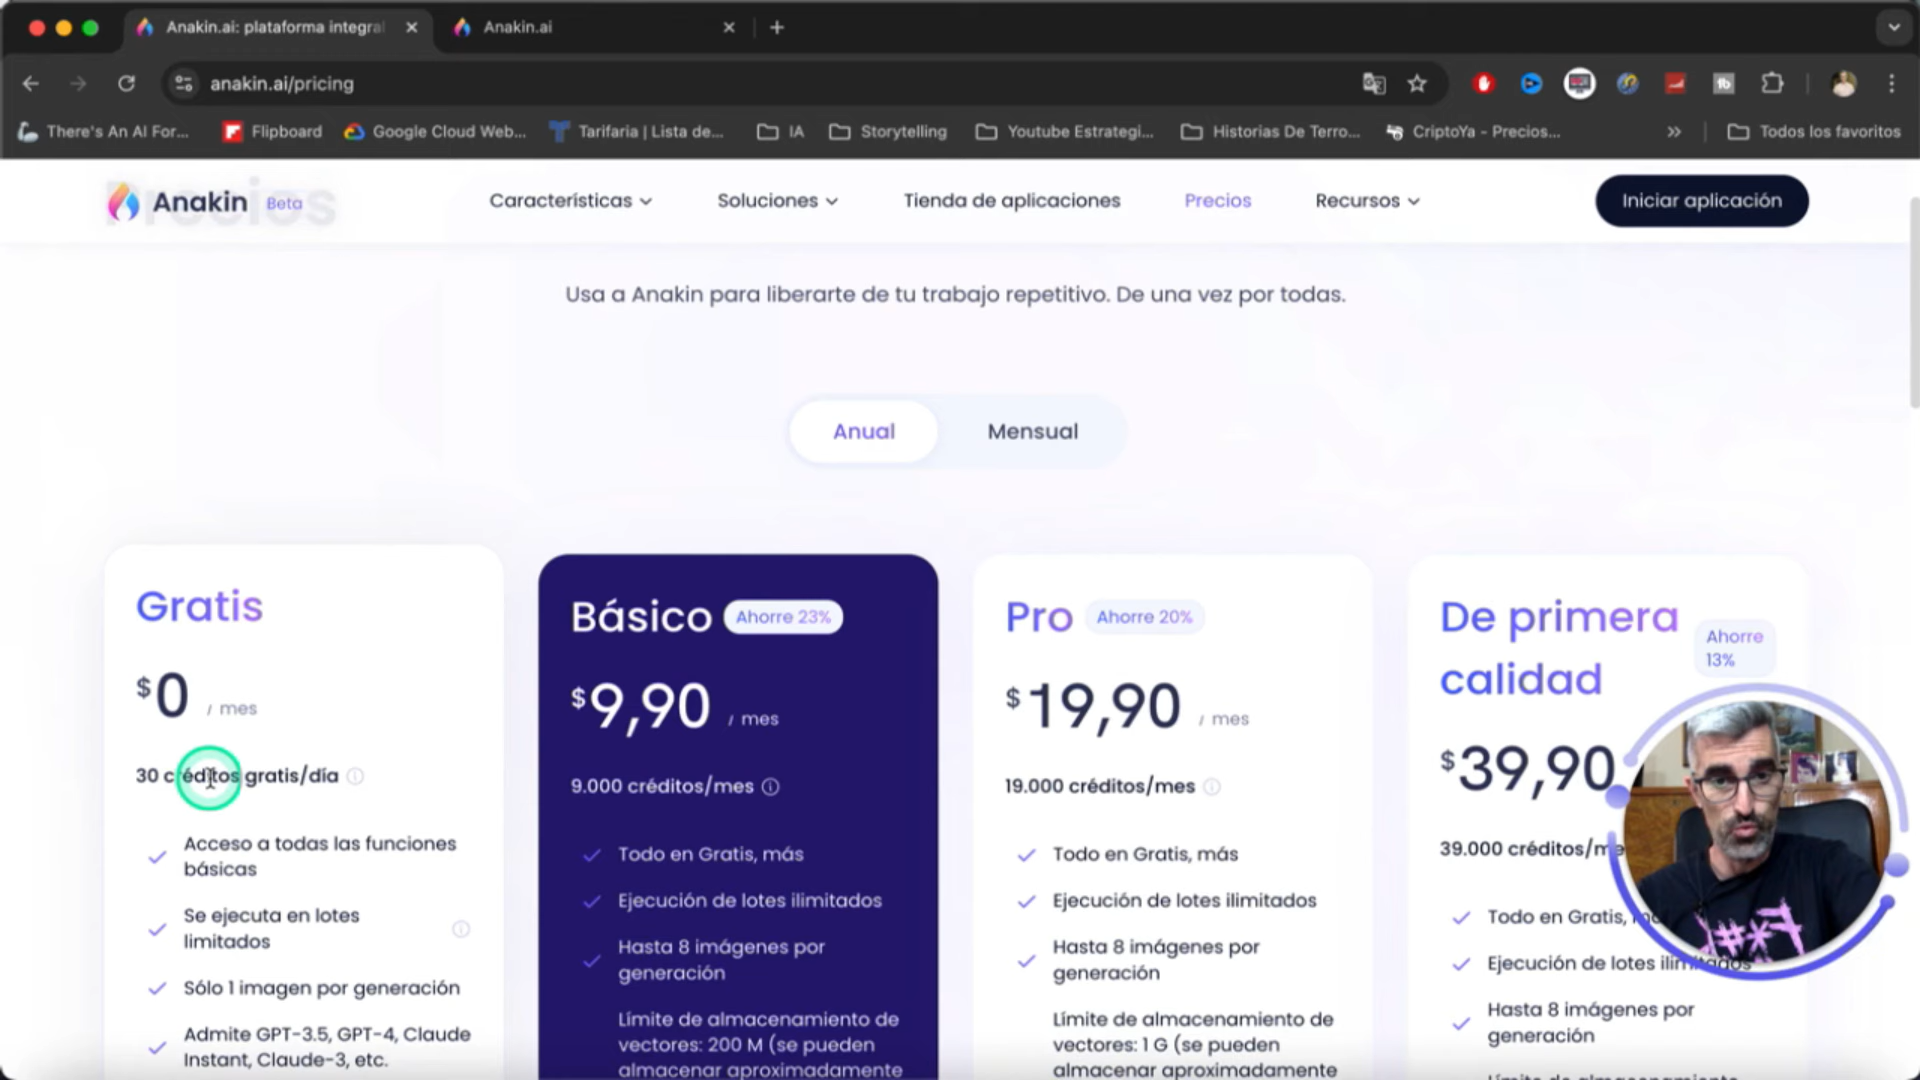 Anakin.ai: plataforma integral
Anakin.ai
anakin.ai/pricing
There's An AI For...
Flipboard
Google Cloud Web...
Tarifaria | Lista de...
IA
Storytelling
Youtube Estrategi...
Historias De Terro...
CriptoYa - Precios...
Todos los favoritos
Precios
Anakin Beta
Características
Soluciones
Tienda de aplicaciones
Precios
Recursos
Iniciar aplicación
Usa a Anakin para liberarte de tu trabajo repetitivo. De una vez por todas.
Anual
Mensual
Gratis
$0 / mes
30 créditos gratis/día
Acceso a todas las funciones
básicas
Se ejecuta en lotes
limitados
Sólo 1 imagen por generación
Admite GPT-3.5, GPT-4, Claude
Instant, Claude-3, etc.
Básico Ahorre 23%
$9,90 / mes
9.000 créditos/mes
Todo en Gratis, más
Ejecución de lotes ilimitados
Hasta 8 imágenes por
generación
Límite de almacenamiento de
vectores: 200 M (se pueden
almacenar aproximadamente
Pro Ahorre 20%
$19,90 / mes
19.000 créditos/mes
Todo en Gratis, más
Ejecución de lotes ilimitados
Hasta 8 imágenes por
generación
Límite de almacenamiento de
vectores: 1 G (se pueden
almacenar aproximadamente
De primera
calidad
Ahorre
13%
$39,90
39.000 créditos/me
Todo en Gratis, más
Ejecución de lotes ilimitados
Hasta 8 imágenes por
generación